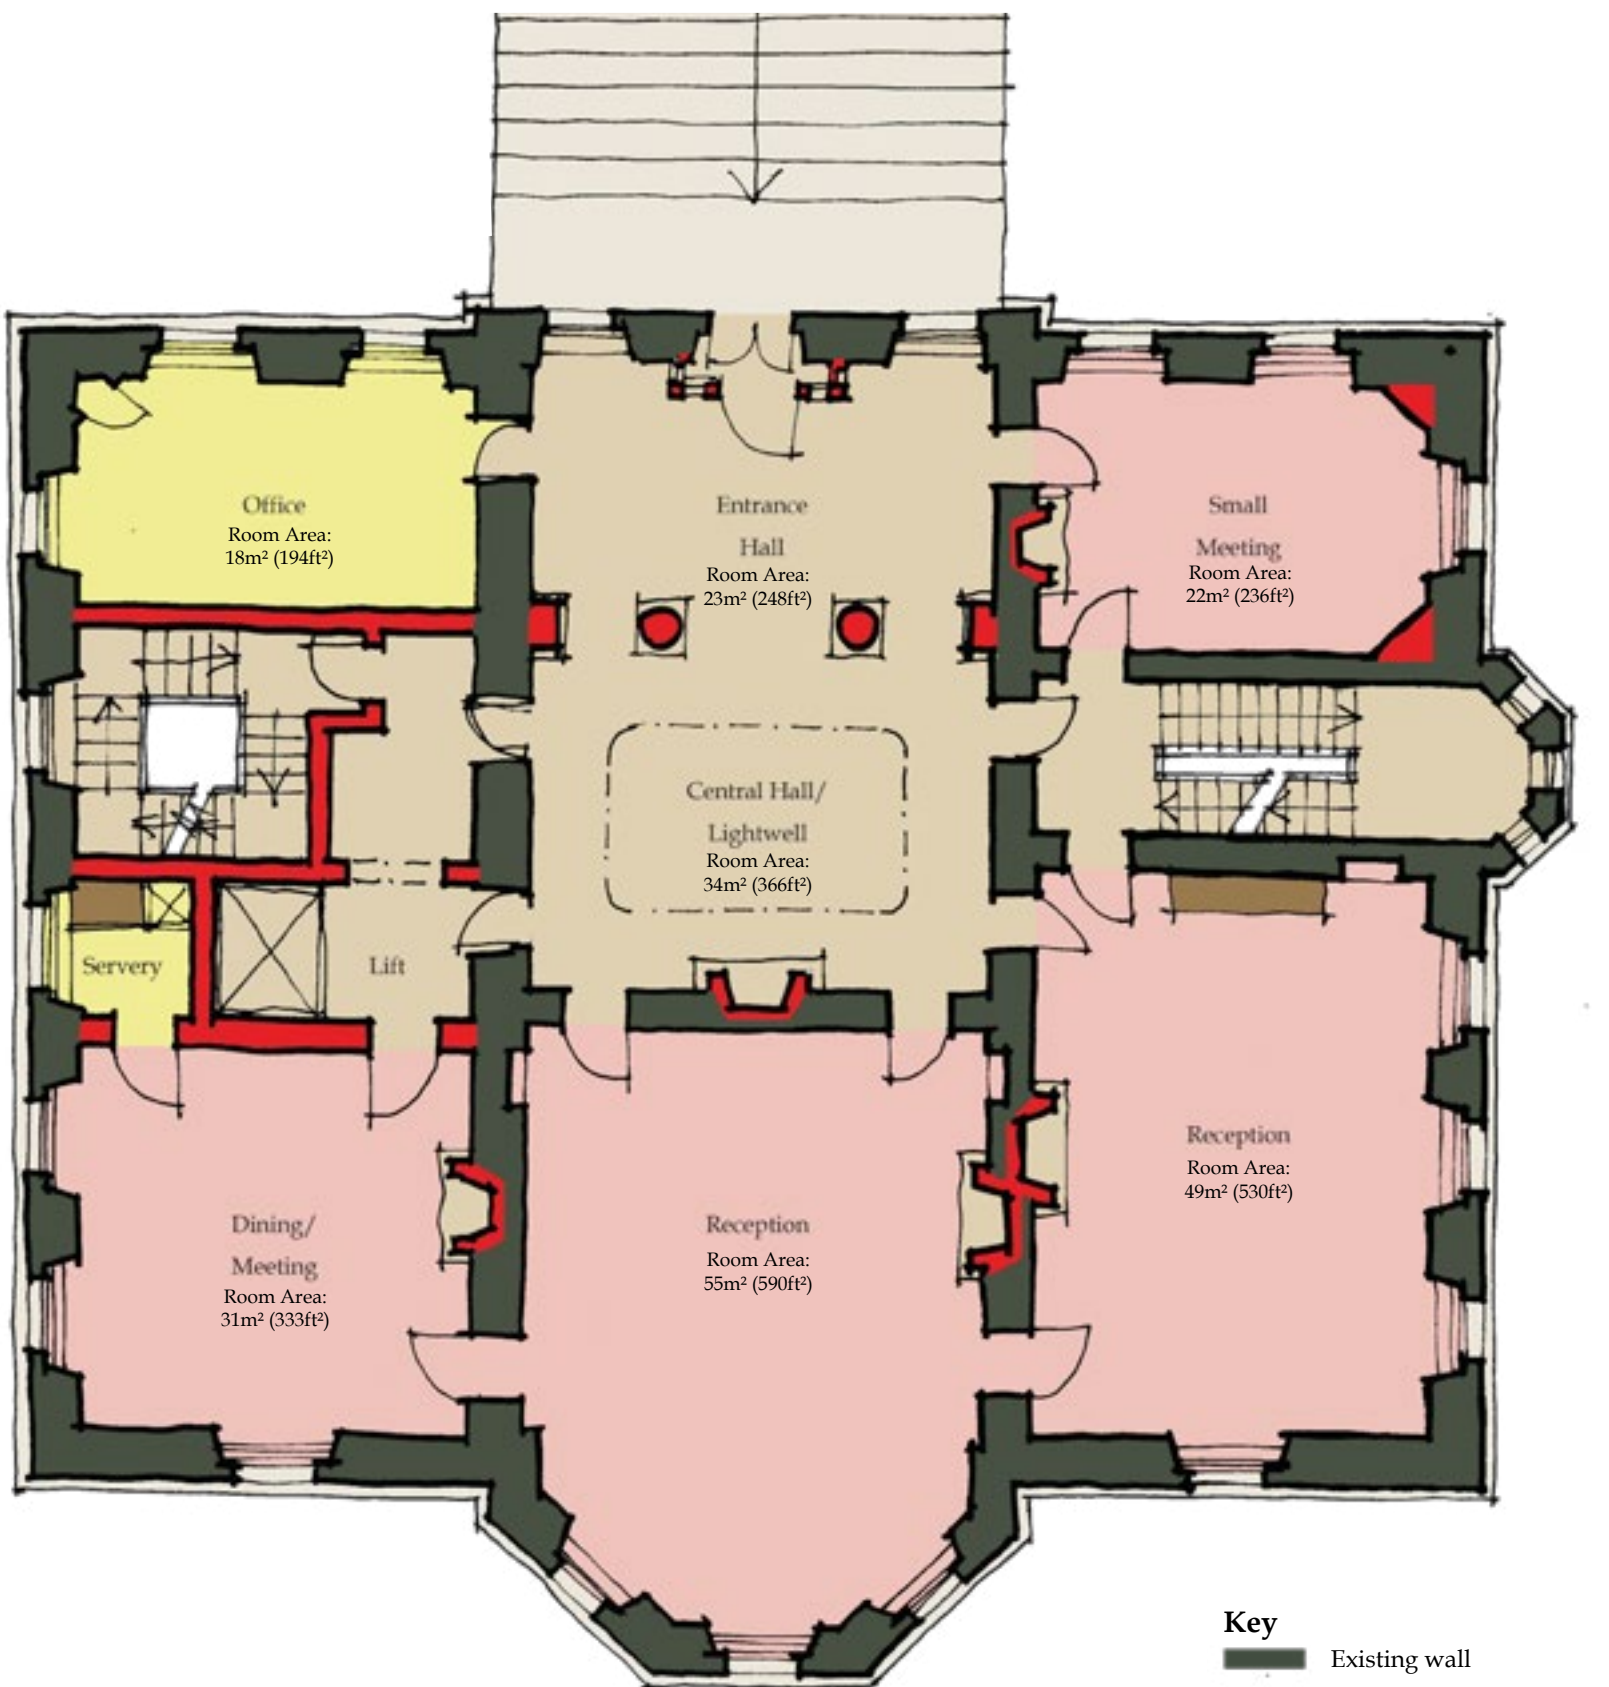 Office
Room Area:
18m² (194ft²)
Entrance
Hall
Room Area:
23m² (248ft²)
Small
Meeting
Room Area:
22m² (236ft²)
Central Hall/
Lightwell
Room Area:
34m² (366ft²)
Servery
Lift
Reception
Room Area:
49m² (530ft²)
Dining/
Meeting
Room Area:
31m² (333ft²)
Reception
Room Area:
55m² (590ft²)
Key
Existing wall